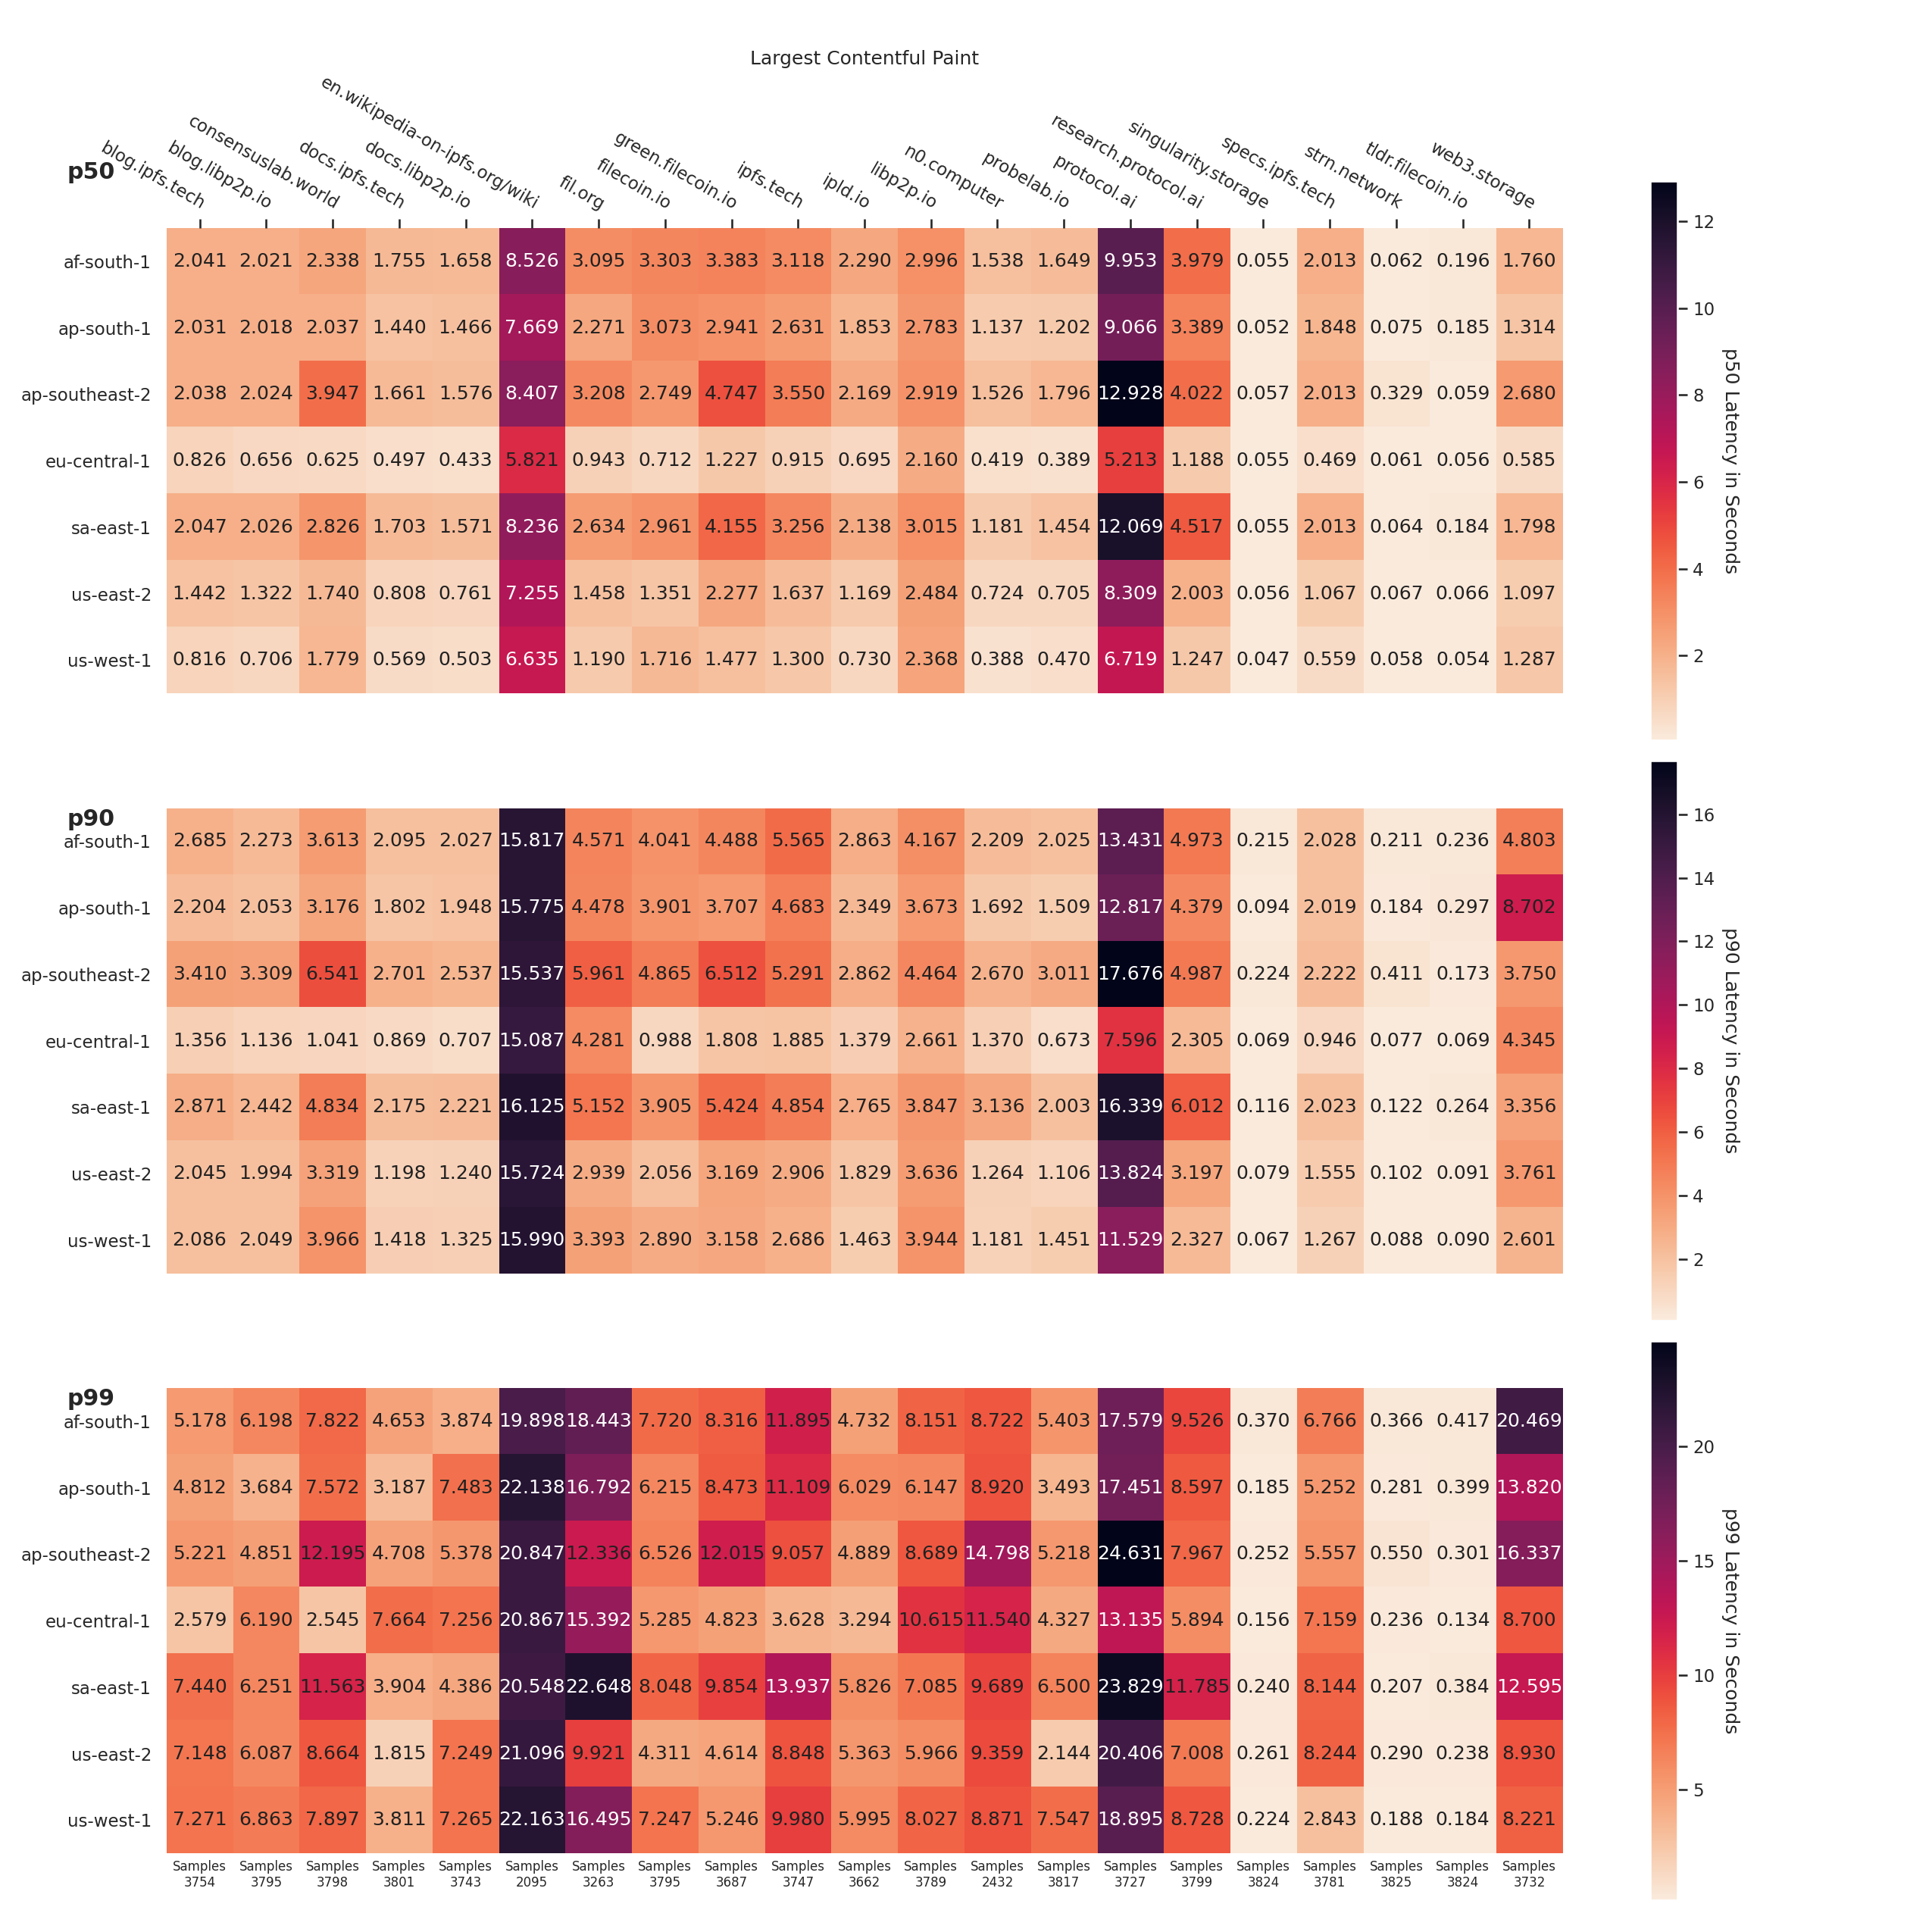 Largest Contentful Paint
p50
blog.ipfs.tech
blog.libp2p.io
consensuslab.world
docs.ipfs.tech
docs.libp2p.io
en.wikipedia-on-ipfs.org/wiki
fil.org
filecoin.io
green.filecoin.io
ipfs.tech
ipld.io
libp2p.io
n0.computer
probelab.io
protocol.ai
research.protocol.ai
singularity.storage
specs.ipfs.tech
strn.network
tldr.filecoin.io
web3.storage
af-south-1 2.041 2.021 2.338 1.755 1.658 8.526 3.095 3.303 3.383 3.118 2.290 2.996 1.538 1.649 9.953 3.979 0.055 2.013 0.062 0.196 1.760
ap-south-1 2.031 2.018 2.037 1.440 1.466 7.669 2.271 3.073 2.941 2.631 1.853 2.783 1.137 1.202 9.066 3.389 0.052 1.848 0.075 0.185 1.314
ap-southeast-2 2.038 2.024 3.947 1.661 1.576 8.407 3.208 2.749 4.747 3.550 2.169 2.919 1.526 1.796 12.928 4.022 0.057 2.013 0.329 0.059 2.680
eu-central-1 0.826 0.656 0.625 0.497 0.433 5.821 0.943 0.712 1.227 0.915 0.695 2.160 0.419 0.389 5.213 1.188 0.055 0.469 0.061 0.056 0.585
sa-east-1 2.047 2.026 2.826 1.703 1.571 8.236 2.634 2.961 4.155 3.256 2.138 3.015 1.181 1.454 12.069 4.517 0.055 2.013 0.064 0.184 1.798
us-east-2 1.442 1.322 1.740 0.808 0.761 7.255 1.458 1.351 2.277 1.637 1.169 2.484 0.724 0.705 8.309 2.003 0.056 1.067 0.067 0.066 1.097
us-west-1 0.816 0.706 1.779 0.569 0.503 6.635 1.190 1.716 1.477 1.300 0.730 2.368 0.388 0.470 6.719 1.247 0.047 0.559 0.058 0.054 1.287
12
10
8
6
4
2
p50 Latency in Seconds
p90
af-south-1 2.685 2.273 3.613 2.095 2.027 15.817 4.571 4.041 4.488 5.565 2.863 4.167 2.209 2.025 13.431 4.973 0.215 2.028 0.211 0.236 4.803
ap-south-1 2.204 2.053 3.176 1.802 1.948 15.775 4.478 3.901 3.707 4.683 2.349 3.673 1.692 1.509 12.817 4.379 0.094 2.019 0.184 0.297 8.702
ap-southeast-2 3.410 3.309 6.541 2.701 2.537 15.537 5.961 4.865 6.512 5.291 2.862 4.464 2.670 3.011 17.676 4.987 0.224 2.222 0.411 0.173 3.750
eu-central-1 1.356 1.136 1.041 0.869 0.707 15.087 4.281 0.988 1.808 1.885 1.379 2.661 1.370 0.673 7.596 2.305 0.069 0.946 0.077 0.069 4.345
sa-east-1 2.871 2.442 4.834 2.175 2.221 16.125 5.152 3.905 5.424 4.854 2.765 3.847 3.136 2.003 16.339 6.012 0.116 2.023 0.122 0.264 3.356
us-east-2 2.045 1.994 3.319 1.198 1.240 15.724 2.939 2.056 3.169 2.906 1.829 3.636 1.264 1.106 13.824 3.197 0.079 1.555 0.102 0.091 3.761
us-west-1 2.086 2.049 3.966 1.418 1.325 15.990 3.393 2.890 3.158 2.686 1.463 3.944 1.181 1.451 11.529 2.327 0.067 1.267 0.088 0.090 2.601
16
14
12
10
8
6
4
2
p90 Latency in Seconds
p99
af-south-1 5.178 6.198 7.822 4.653 3.874 19.898 18.443 7.720 8.316 11.895 4.732 8.151 8.722 5.403 17.579 9.526 0.370 6.766 0.366 0.417 20.469
ap-south-1 4.812 3.684 7.572 3.187 7.483 22.138 16.792 6.215 8.473 11.109 6.029 6.147 8.920 3.493 17.451 8.597 0.185 5.252 0.281 0.399 13.820
ap-southeast-2 5.221 4.851 12.195 4.708 5.378 20.847 12.336 6.526 12.015 9.057 4.889 8.689 14.798 5.218 24.631 7.967 0.252 5.557 0.550 0.301 16.337
eu-central-1 2.579 6.190 2.545 7.664 7.256 20.867 15.392 5.285 4.823 3.628 3.294 10.615 11.540 4.327 13.135 5.894 0.156 7.159 0.236 0.134 8.700
sa-east-1 7.440 6.251 11.563 3.904 4.386 20.548 22.648 8.048 9.854 13.937 5.826 7.085 9.689 6.500 23.829 11.785 0.240 8.144 0.207 0.384 12.595
us-east-2 7.148 6.087 8.664 1.815 7.249 21.096 9.921 4.311 4.614 8.848 5.363 5.966 9.359 2.144 20.406 7.008 0.261 8.244 0.290 0.238 8.930
us-west-1 7.271 6.863 7.897 3.811 7.265 22.163 16.495 7.247 5.246 9.980 5.995 8.027 8.871 7.547 18.895 8.728 0.224 2.843 0.188 0.184 8.221
Samples Samples Samples Samples Samples Samples Samples Samples Samples Samples Samples Samples Samples Samples Samples Samples Samples Samples Samples Samples Samples
3754 3795 3798 3801 3743 2095 3263 3795 3687 3747 3662 3789 2432 3817 3727 3799 3824 3781 3825 3824 3732
20
15
10
5
p99 Latency in Seconds